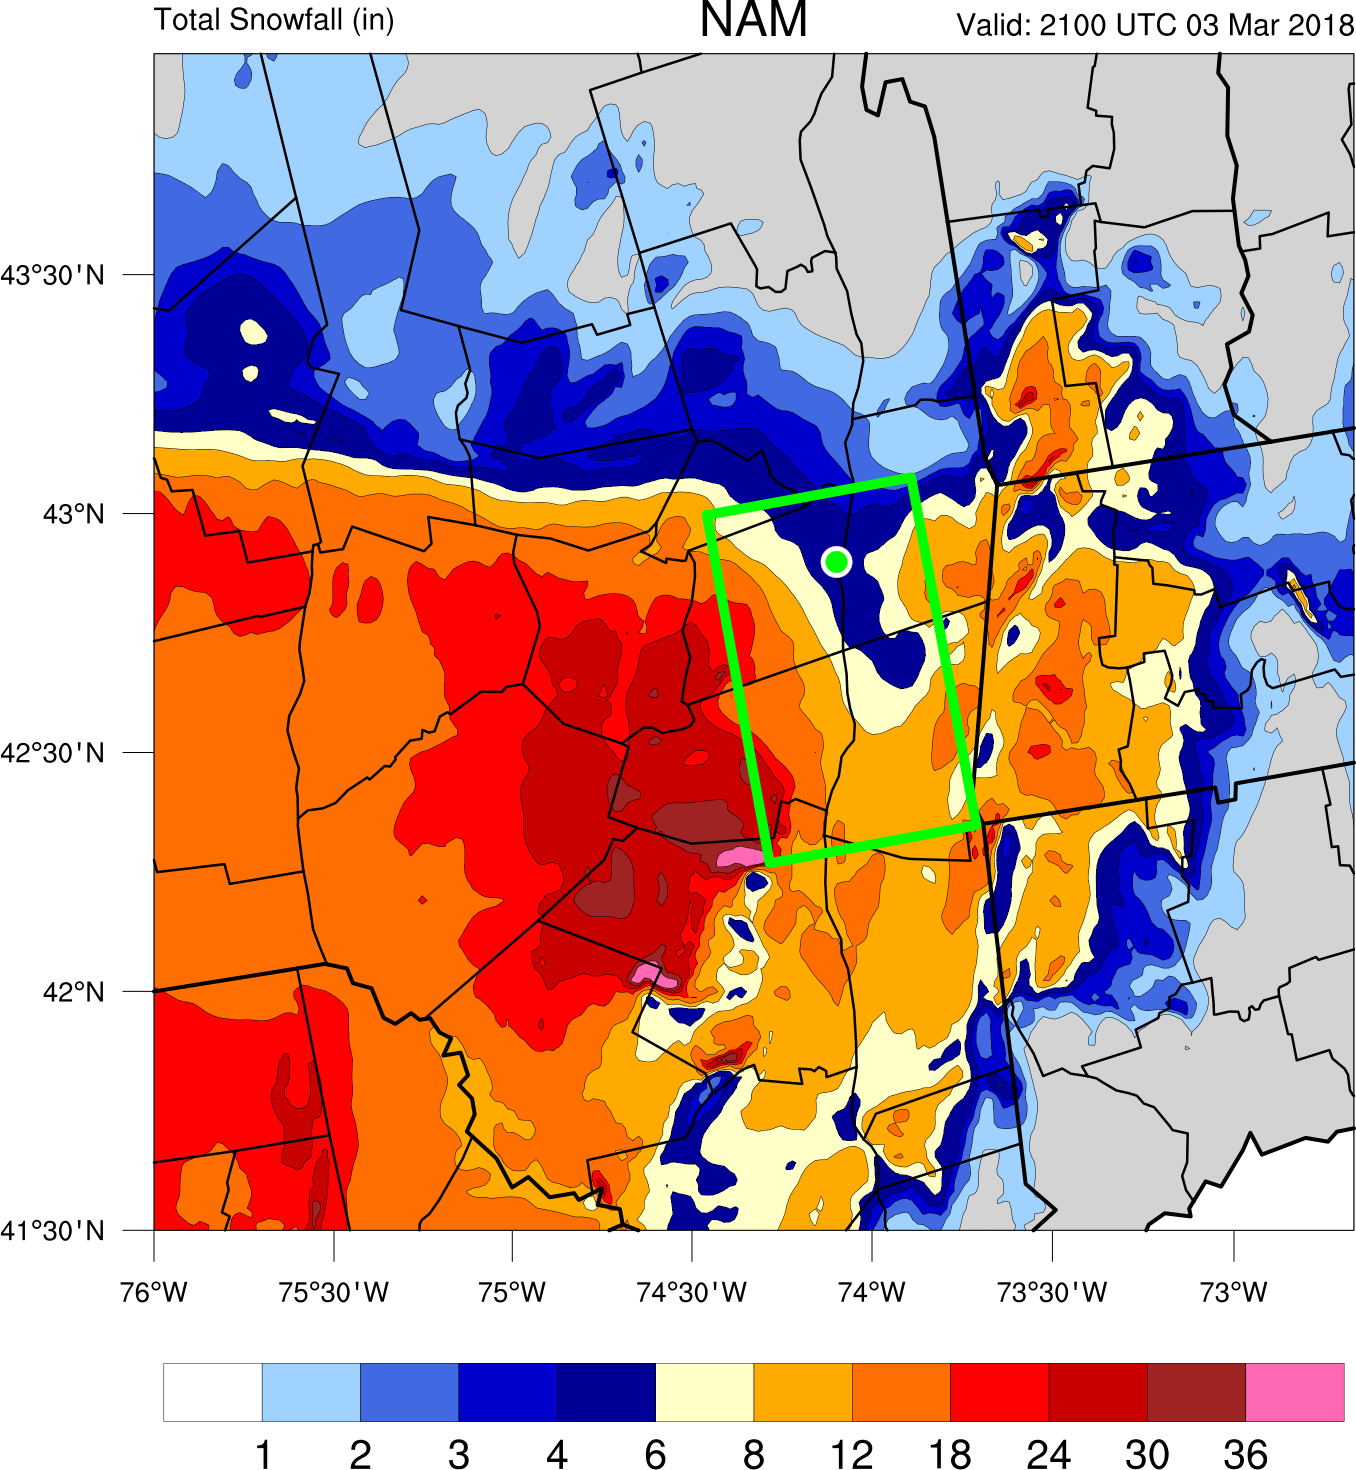 Total Snowfall (in)
NAM
Valid: 2100 UTC 03 Mar 2018
43°30'N
43°N
42°30'N
42°N
41°30'N
76°W 75°30'W 75°W 74°30'W 74°W 73°30'W 73°W
1 2 3 4 6 8 12 18 24 30 36